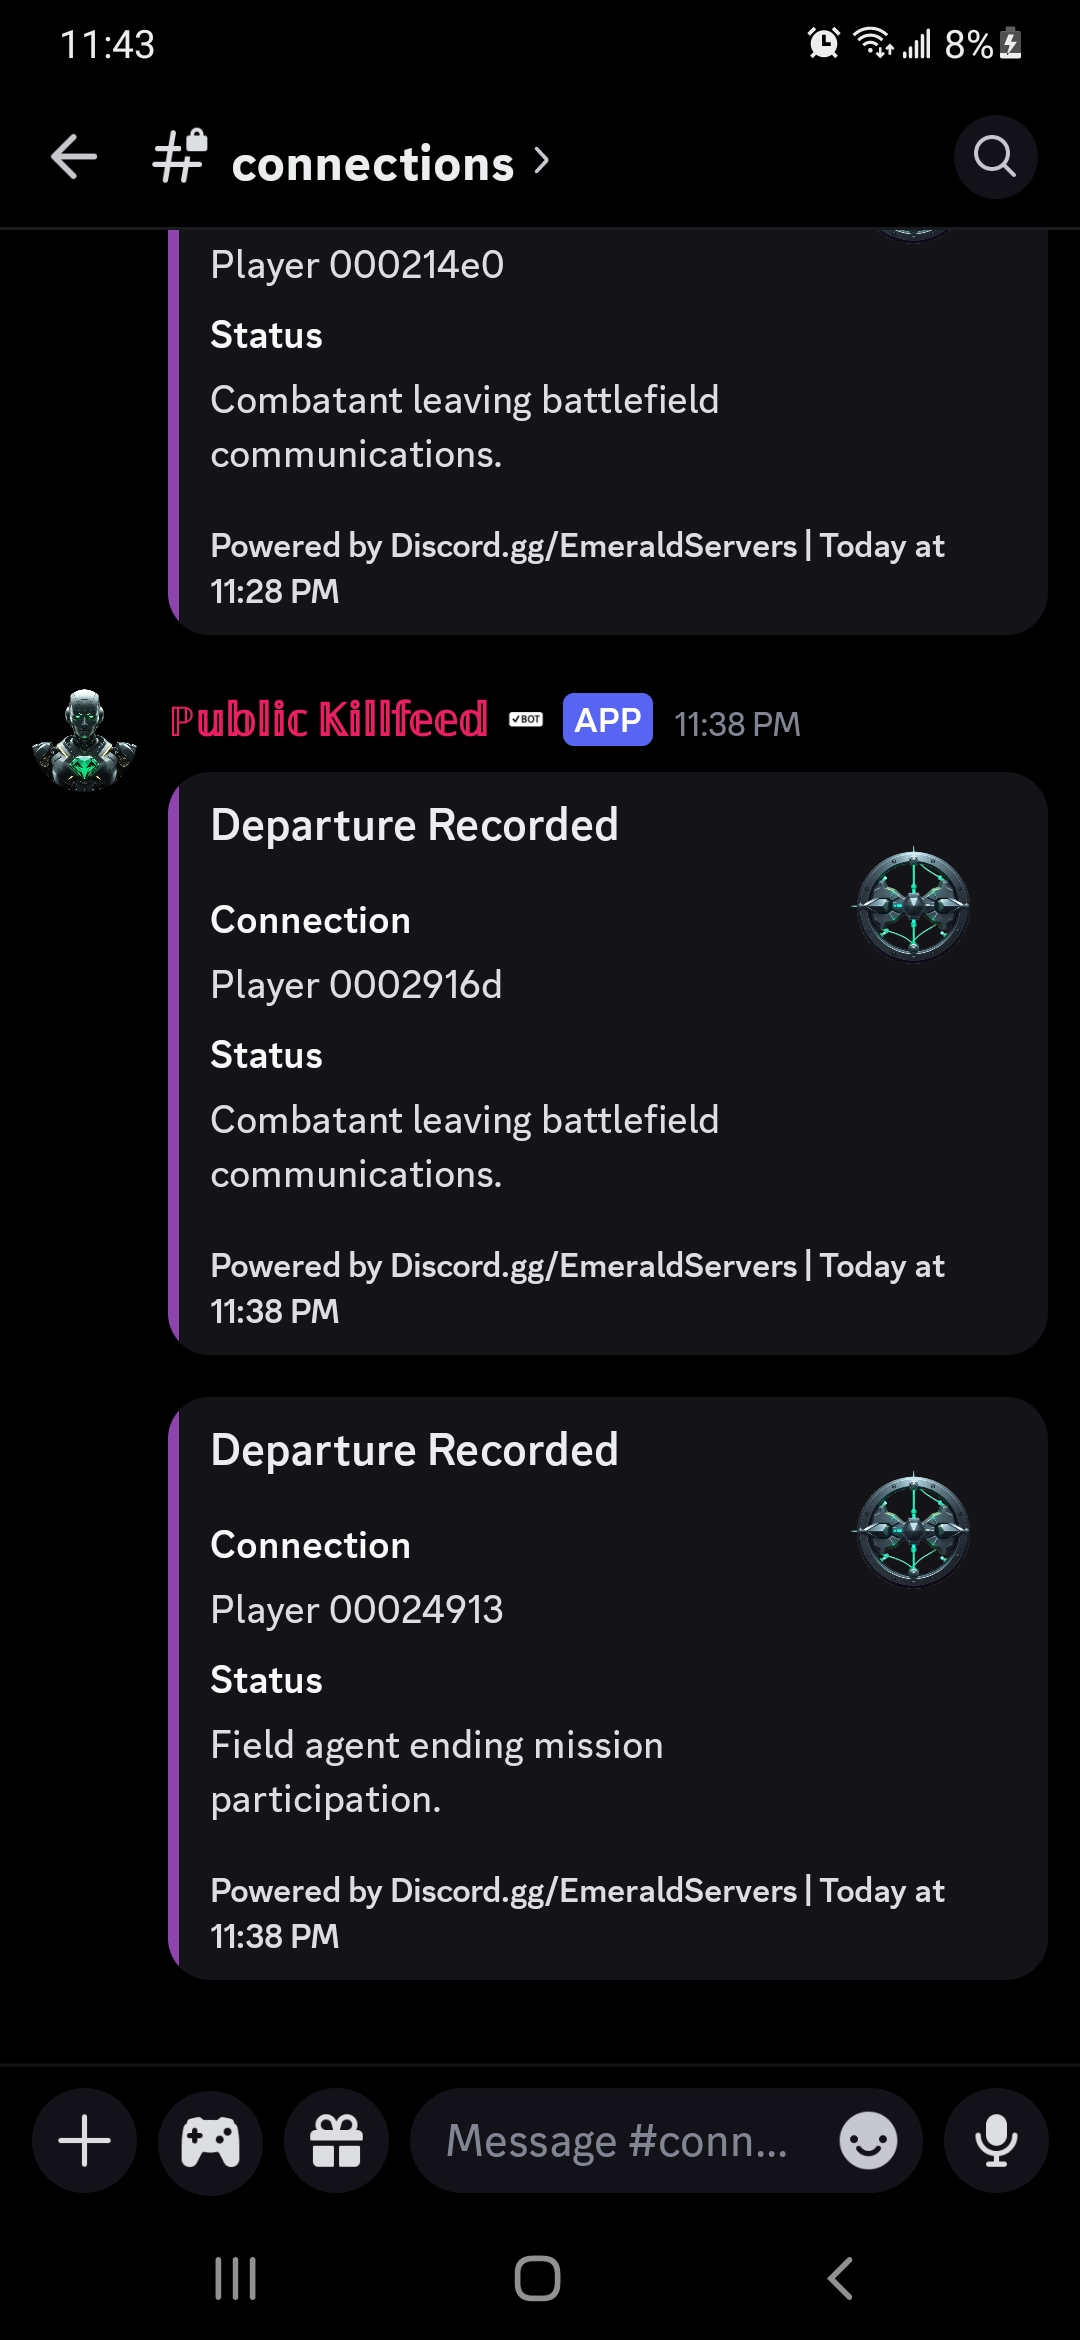 11:43
8%
connections
Player 000214e0
Status
Combatant leaving battlefield
communications.
Powered by Discord.gg/EmeraldServers | Today at
11:28 PM
ℙublic Killfeed ✓BOT APP 11:38 PM
Departure Recorded
Connection
Player 0002916d
Status
Combatant leaving battlefield
communications.
Powered by Discord.gg/EmeraldServers | Today at
11:38 PM
Departure Recorded
Connection
Player 00024913
Status
Field agent ending mission
participation.
Powered by Discord.gg/EmeraldServers | Today at
11:38 PM
Message #conn...